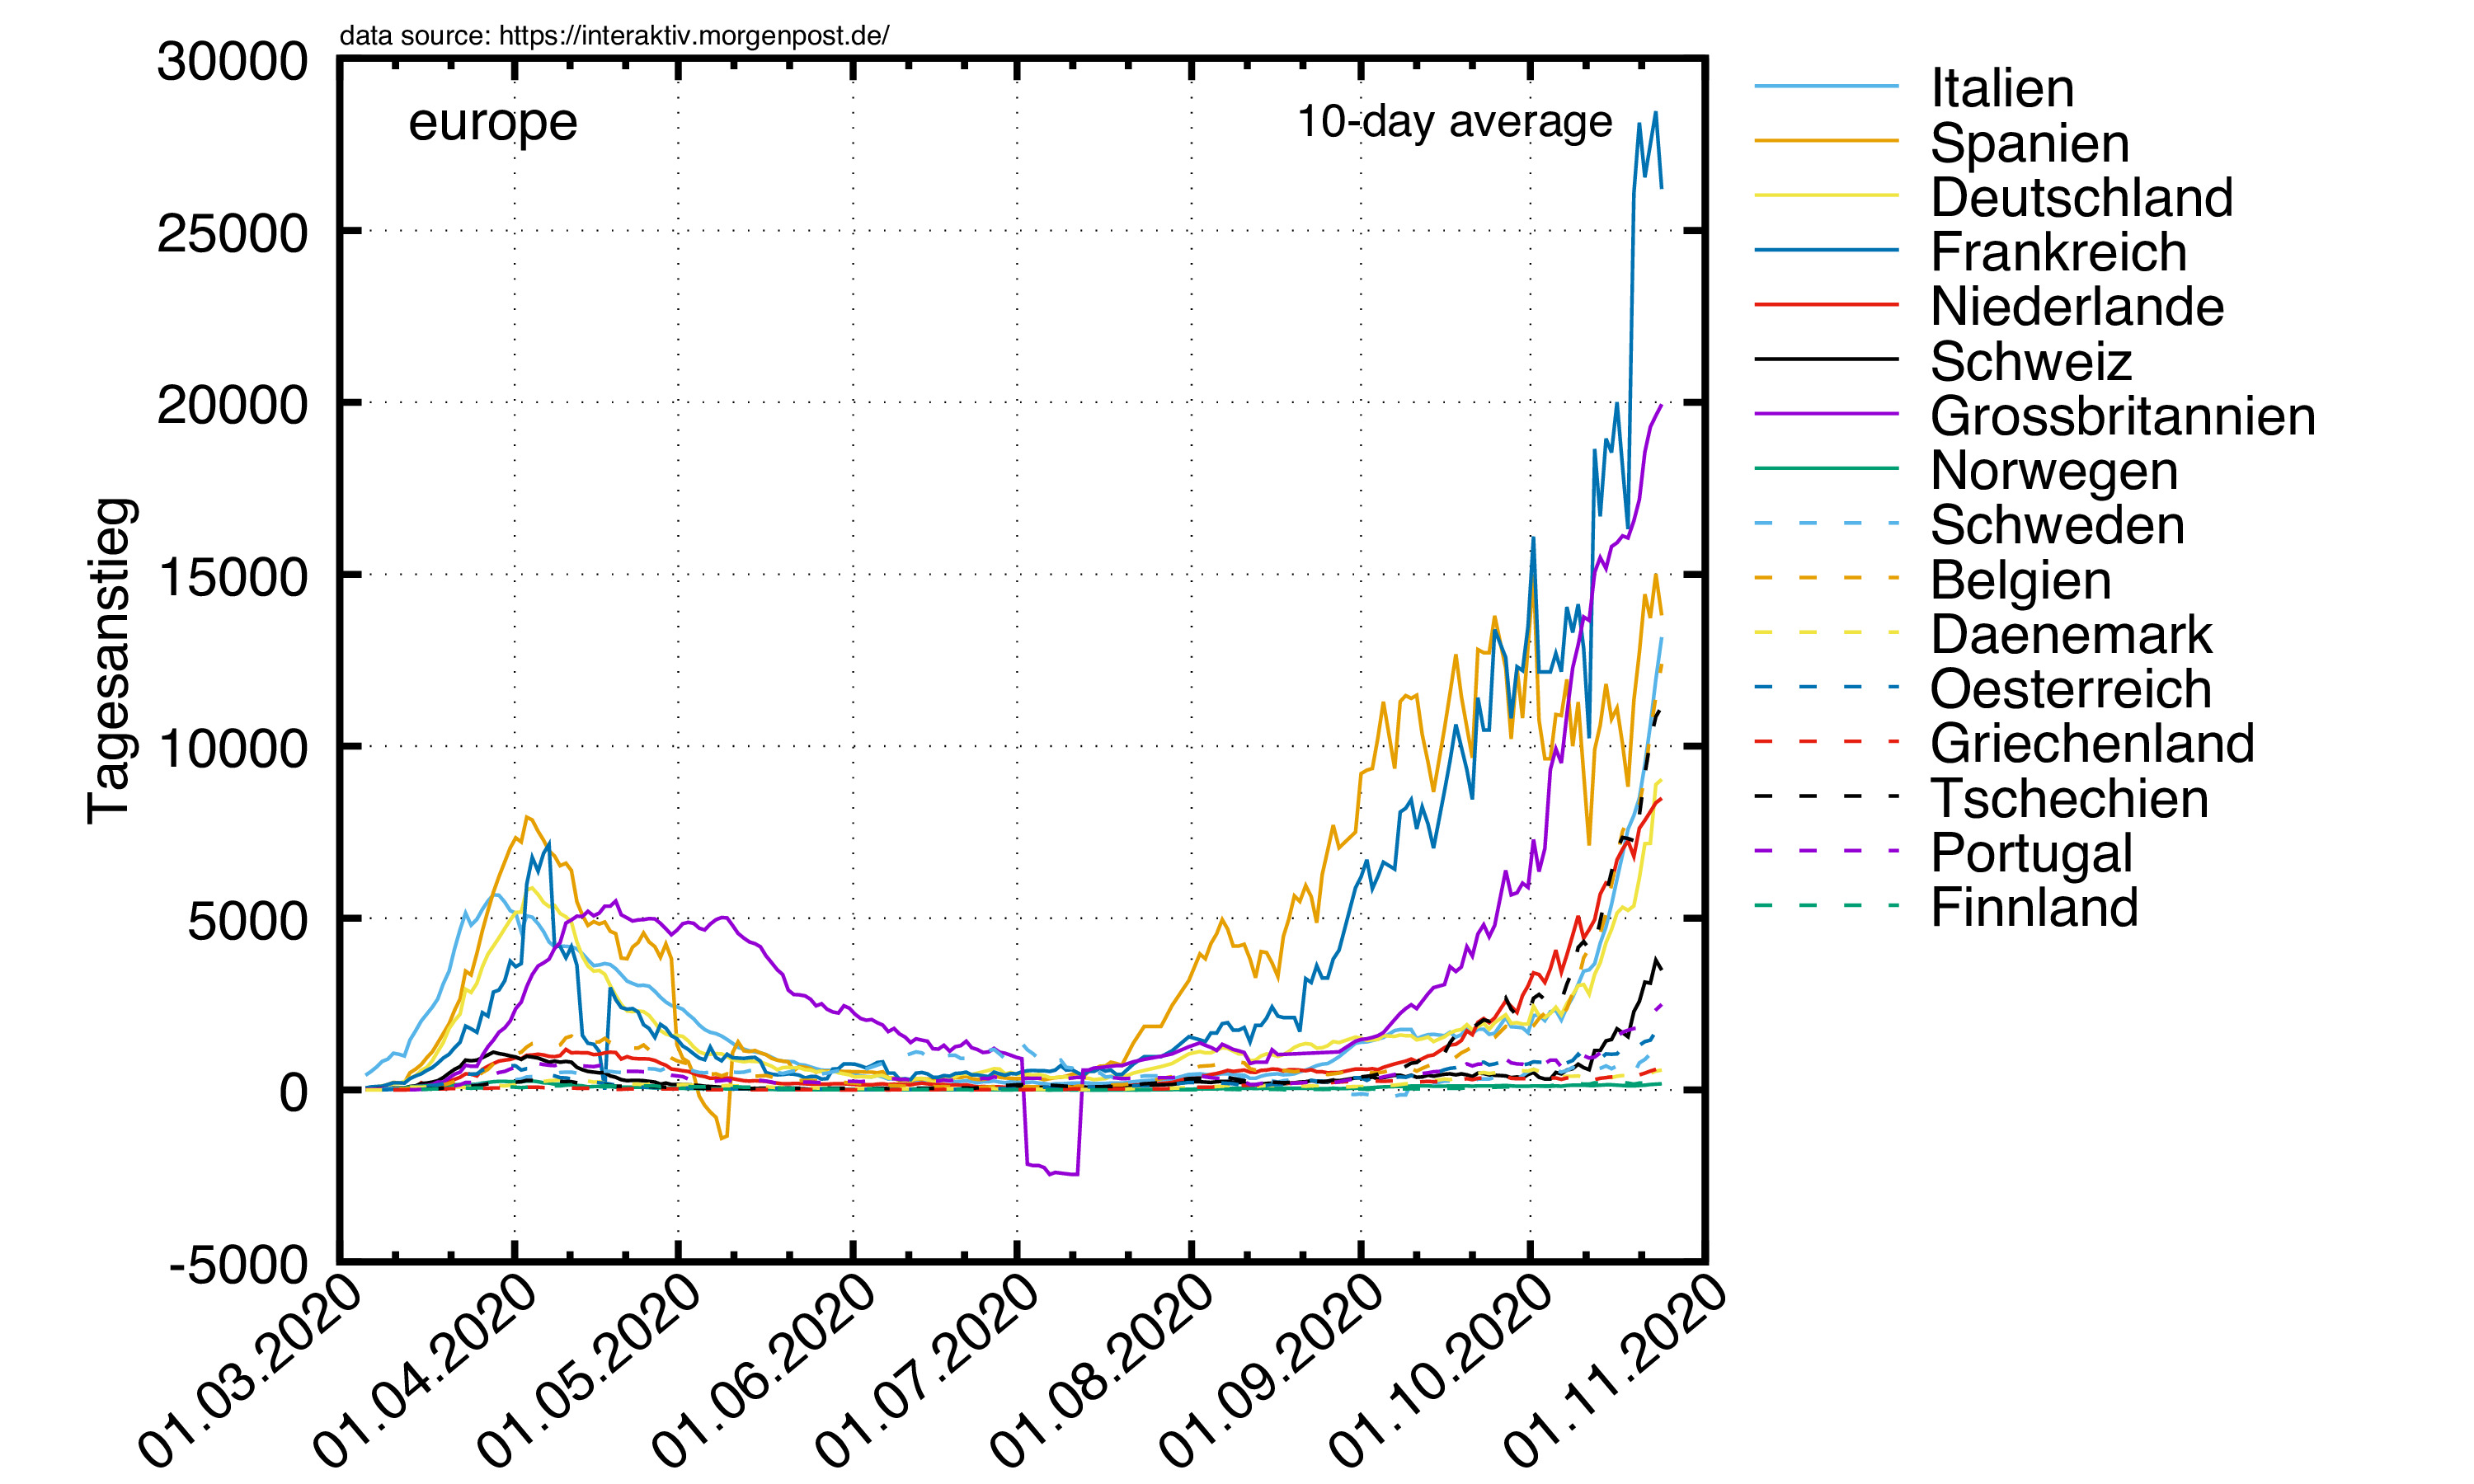 data source: https://interaktiv.morgenpost.de/
europe
10-day average
Tagesanstieg
30000
25000
20000
15000
10000
5000
0
-5000
01.03.2020
01.04.2020
01.05.2020
01.06.2020
01.07.2020
01.08.2020
01.09.2020
01.10.2020
01.11.2020
Italien
Spanien
Deutschland
Frankreich
Niederlande
Schweiz
Grossbritannien
Norwegen
Schweden
Belgien
Daenemark
Oesterreich
Griechenland
Tschechien
Portugal
Finnland